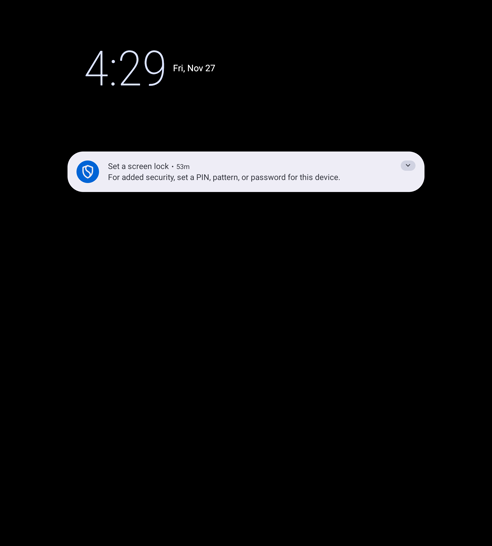 4:29 Fri, Nov 27
Set a screen lock • 53m
For added security, set a PIN, pattern, or password for this device.